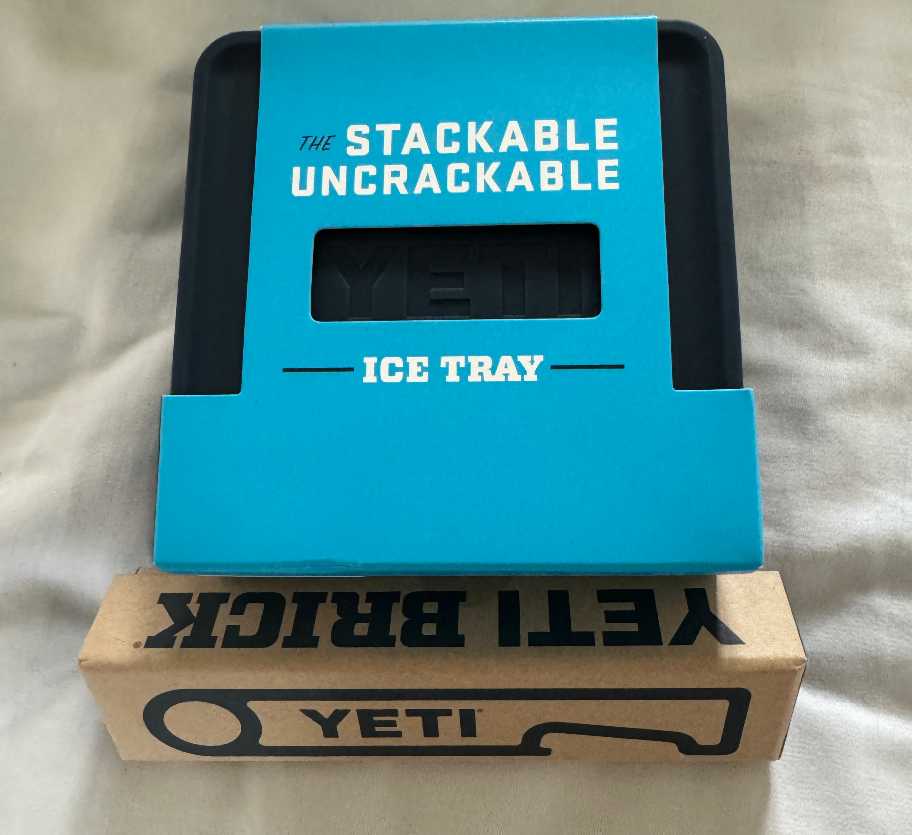 THE STACKABLE
UNCRACKABLE
YETI
ICE TRAY
YETI BRICK®
YETI